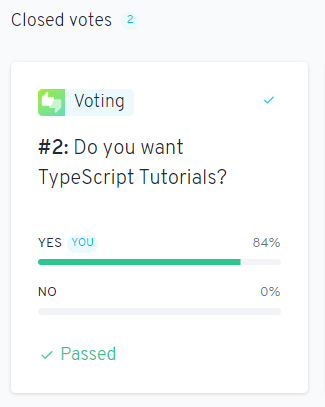 Closed votes 2
Voting
#2: Do you want
TypeScript Tutorials?
YES YOU 84%
NO 0%
Passed